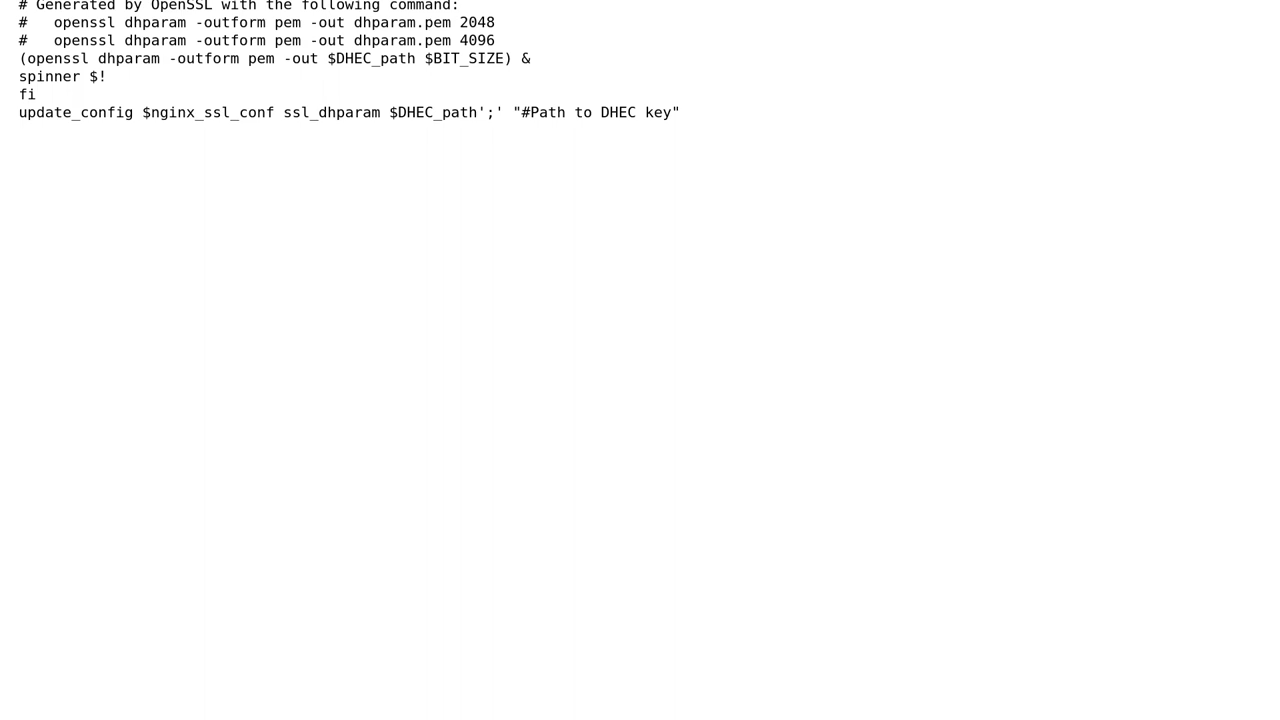 # Generated by OpenSSL with the following command:
#   openssl dhparam -outform pem -out dhparam.pem 2048
#   openssl dhparam -outform pem -out dhparam.pem 4096
(openssl dhparam -outform pem -out $DHEC_path $BIT_SIZE) &
spinner $!
fi
update_config $nginx_ssl_conf ssl_dhparam $DHEC_path';' "#Path to DHEC key"